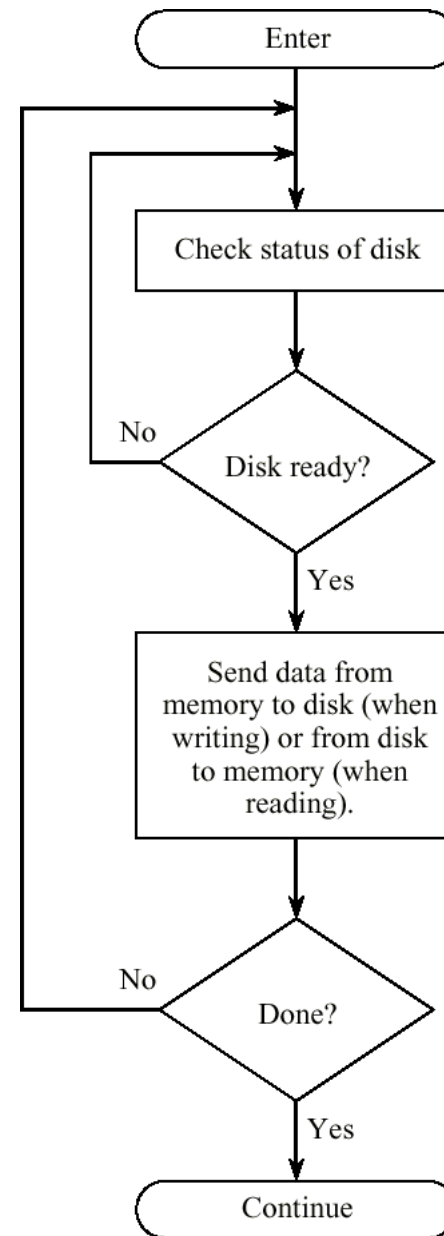 Enter
Check status of disk
No
Disk ready?
Yes
Send data from
memory to disk (when
writing) or from disk
to memory (when
reading).
No
Done?
Yes
Continue